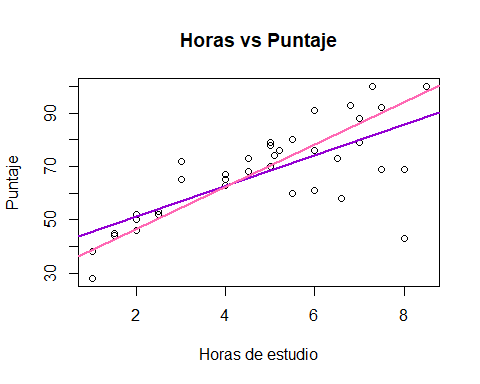 Horas vs Puntaje
Puntaje
90
70
50
30
2 4 6 8
Horas de estudio